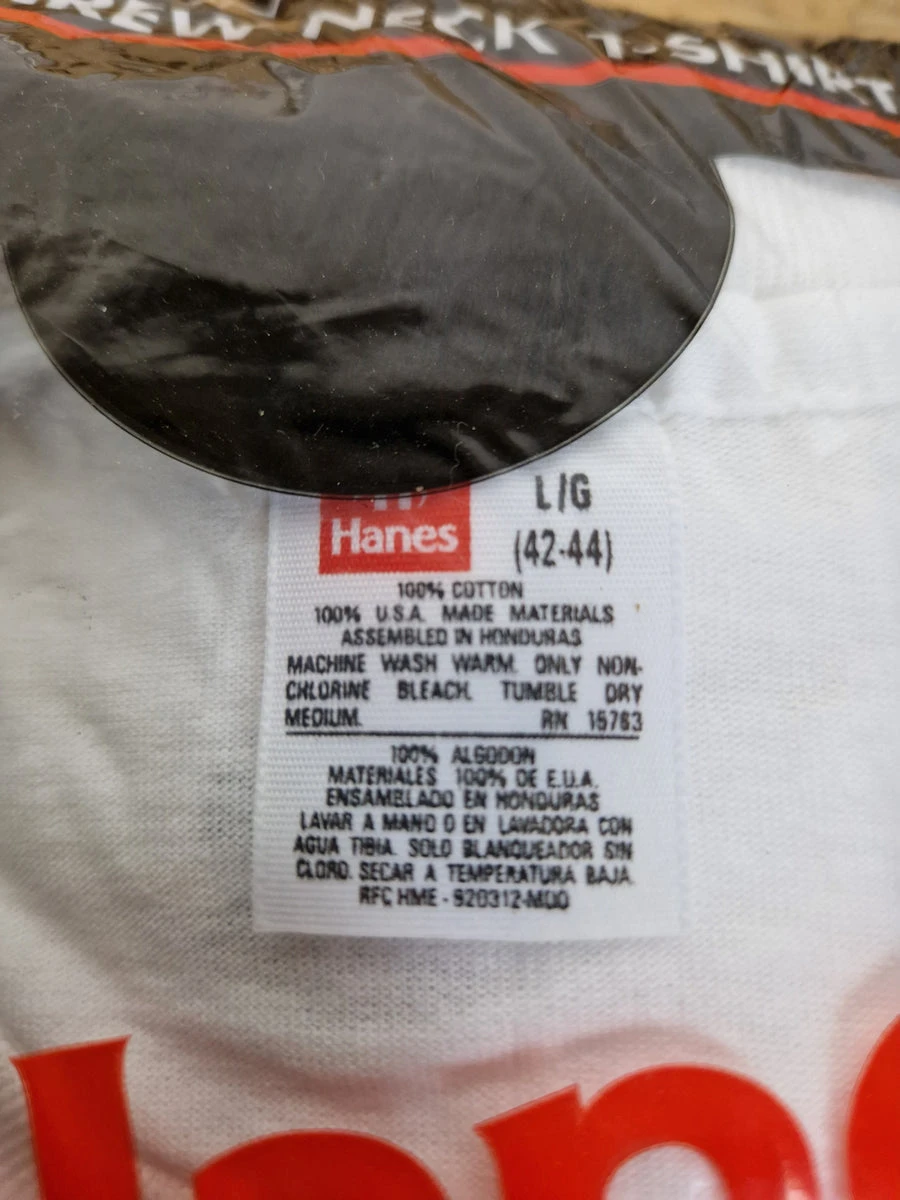 CREW NECK T-SHIRT
Hanes
L/G
(42-44)
100% COTTON
100% U.S.A. MADE MATERIALS
ASSEMBLED IN HONDURAS
MACHINE WASH WARM. ONLY NON-
CHLORINE BLEACH. TUMBLE DRY
MEDIUM. RN 15763
100% ALGODON
MATERIALES 100% DE E.U.A.
ENSAMBLADO EN HONDURAS
LAVAR A MANO O EN LAVADORA CON
AGUA TIBIA. SOLO BLANQUEADOR SIN
CLORO. SECAR A TEMPERATURA BAJA.
RFC HME - 920312-MD0